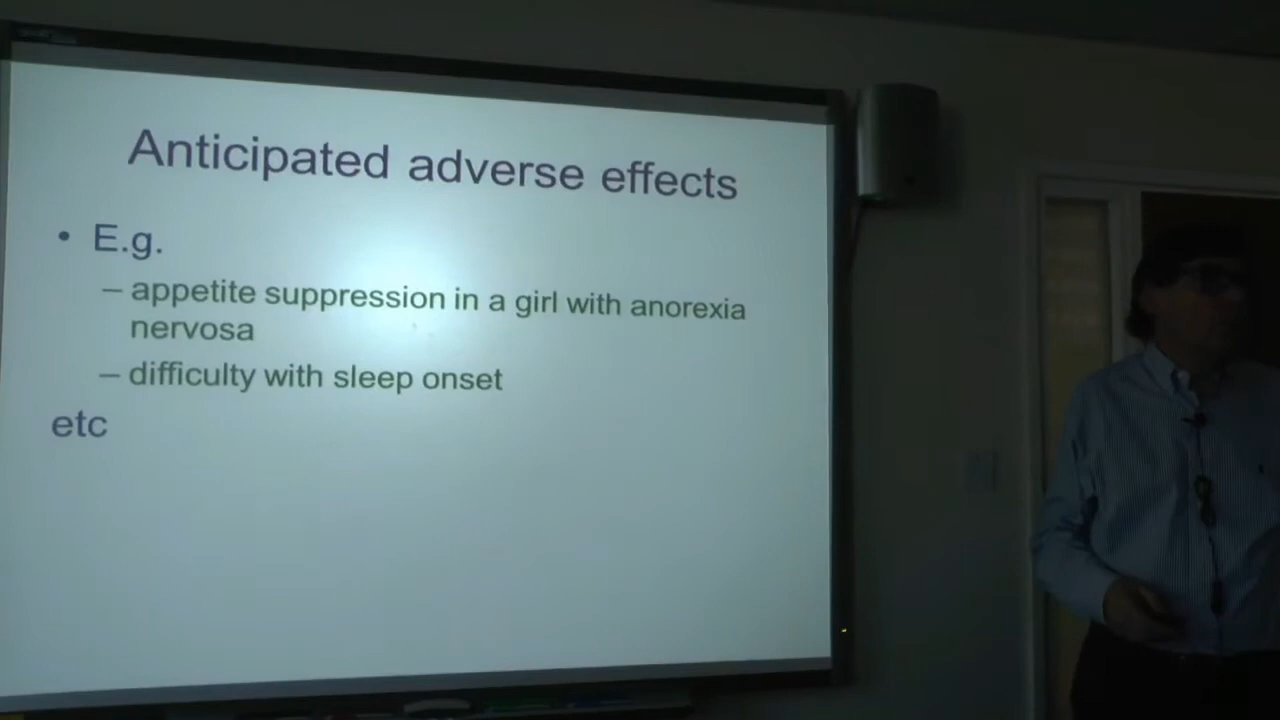 Anticipated adverse effects
• E.g.
– appetite suppression in a girl with anorexia
nervosa
– difficulty with sleep onset
etc